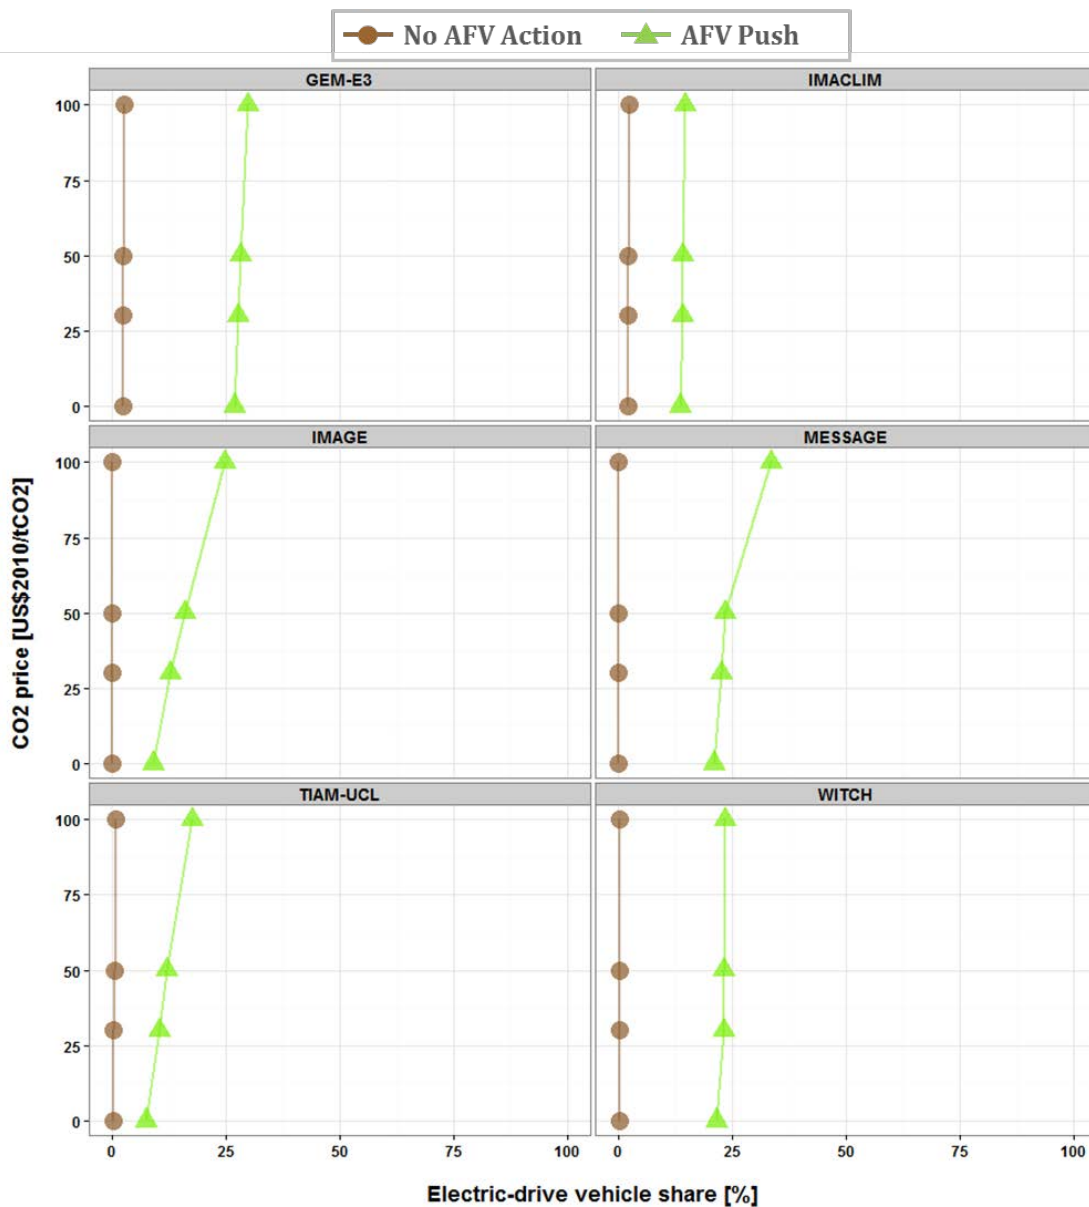 No AFV Action AFV Push
GEM-E3 IMACLIM
100
75
50
25
0
IMAGE MESSAGE
100
75
50
25
0
TIAM-UCL WITCH
100
75
50
25
0
0 25 50 75 100 0 25 50 75 100
CO2 price [US$2010/tCO2]
Electric-drive vehicle share [%]